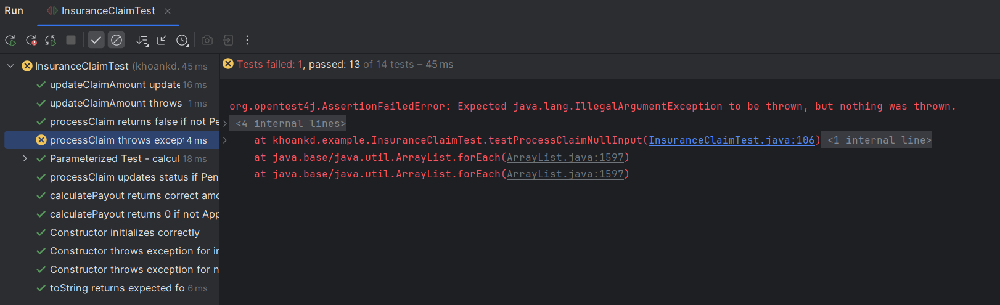 Run InsuranceClaimTest
InsuranceClaimTest (khoankd. 45 ms
updateClaimAmount update 16 ms
updateClaimAmount throws 1 ms
processClaim returns false if not Pe
processClaim throws excep 4 ms
Parameterized Test - calcul 18 ms
processClaim updates status if Pen
calculatePayout returns correct amo
calculatePayout returns 0 if not App
Constructor initializes correctly
Constructor throws exception for in
Constructor throws exception for n
toString returns expected fo 6 ms
Tests failed: 1, passed: 13 of 14 tests – 45 ms
org.opentest4j.AssertionFailedError: Expected java.lang.IllegalArgumentException to be thrown, but nothing was thrown.
<4 internal lines>
at khoankd.example.InsuranceClaimTest.testProcessClaimNullInput(InsuranceClaimTest.java:106) <1 internal line>
at java.base/java.util.ArrayList.forEach(ArrayList.java:1597)
at java.base/java.util.ArrayList.forEach(ArrayList.java:1597)